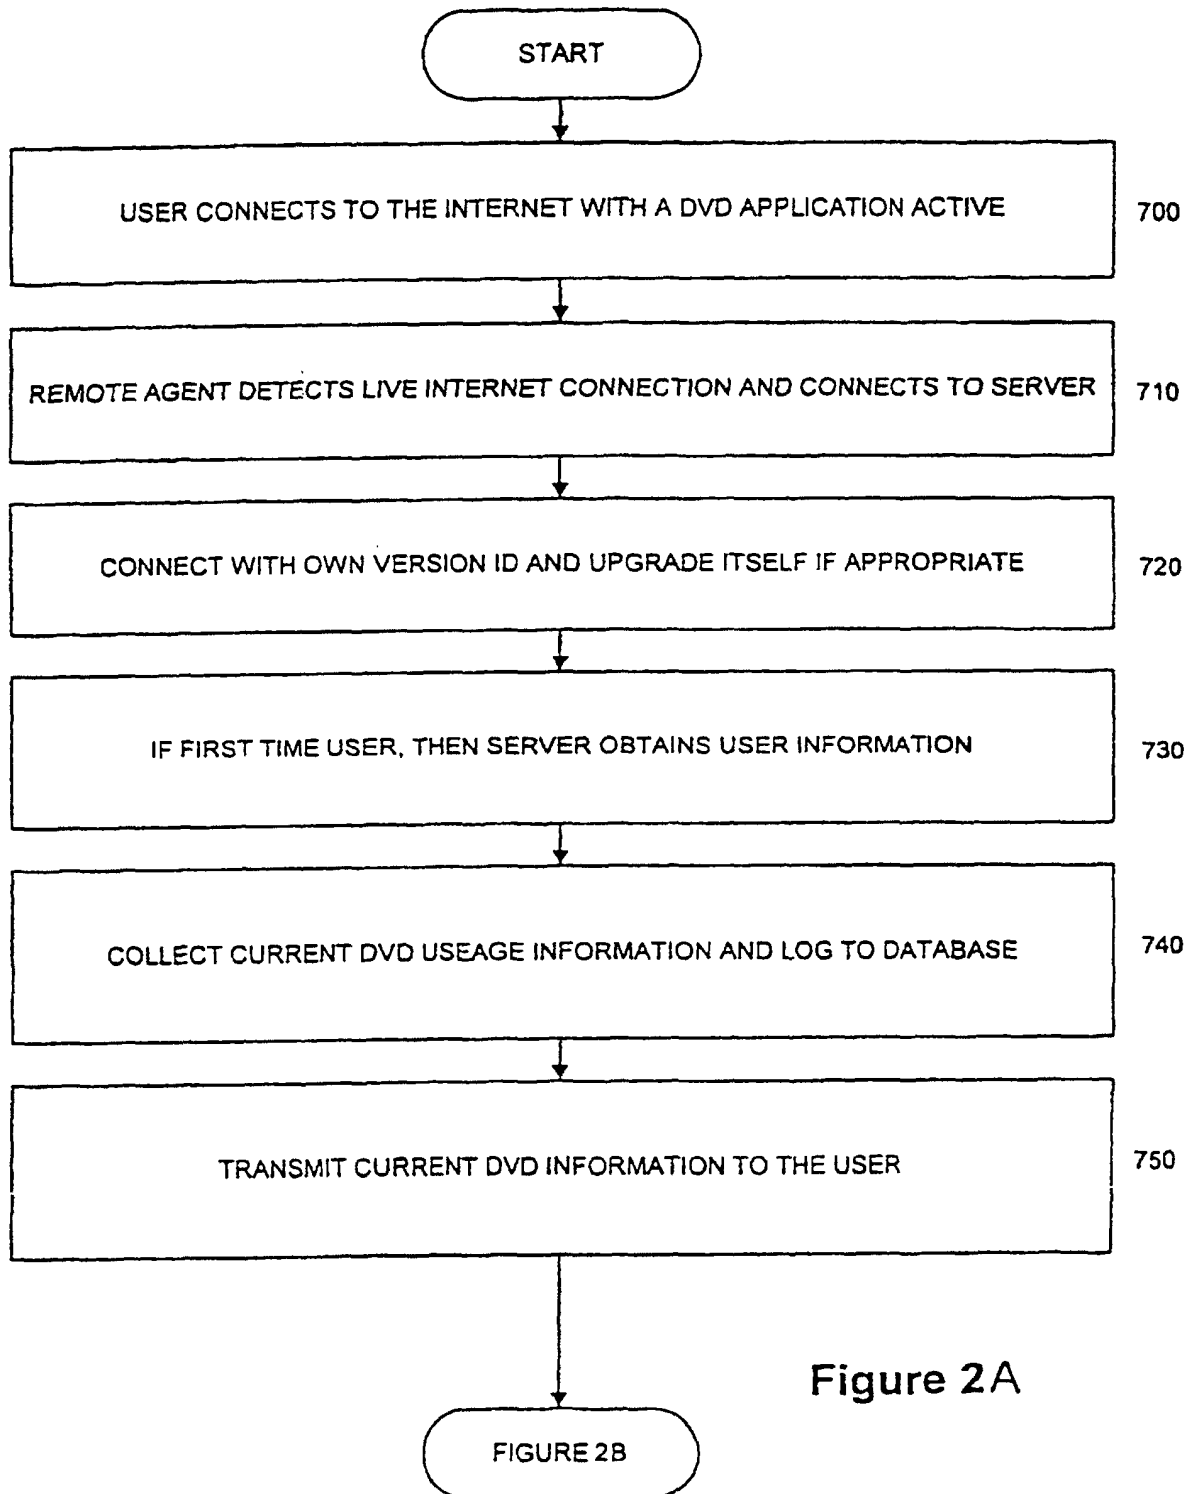 START
USER CONNECTS TO THE INTERNET WITH A DVD APPLICATION ACTIVE
700
REMOTE AGENT DETECTS LIVE INTERNET CONNECTION AND CONNECTS TO SERVER
710
CONNECT WITH OWN VERSION ID AND UPGRADE ITSELF IF APPROPRIATE
720
IF FIRST TIME USER, THEN SERVER OBTAINS USER INFORMATION
730
COLLECT CURRENT DVD USEAGE INFORMATION AND LOG TO DATABASE
740
TRANSMIT CURRENT DVD INFORMATION TO THE USER
750
Figure 2A
FIGURE 2B